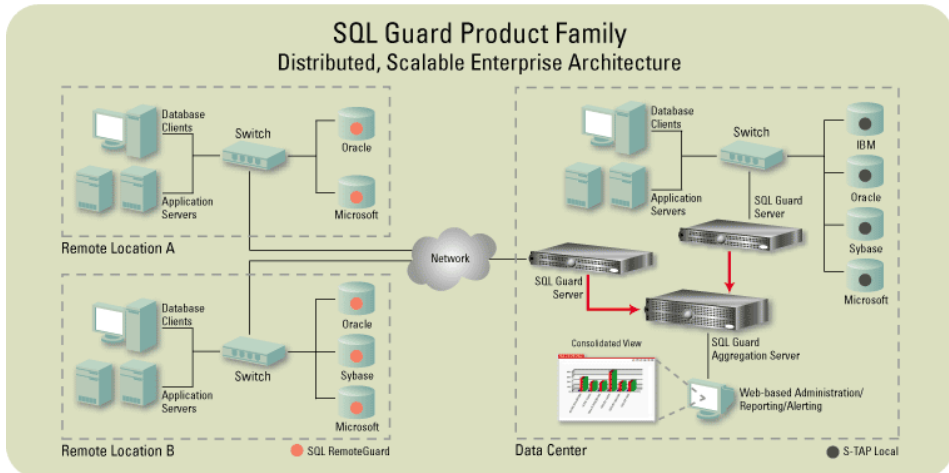 SQL Guard Product Family
Distributed, Scalable Enterprise Architecture
Database
Clients
Switch
Oracle
Application
Servers
Microsoft
Remote Location A
Database
Clients
Oracle
Switch
Sybase
Application
Servers
Microsoft
Remote Location B
SQL RemoteGuard
Network
Database
Clients
Switch
IBM
Application
Servers
SQL Guard
Server
Oracle
Sybase
Microsoft
SQL Guard
Server
SQL Guard
Aggregation Server
Consolidated View
Web-based Administration/
Reporting/Alerting
Data Center
S-TAP Local